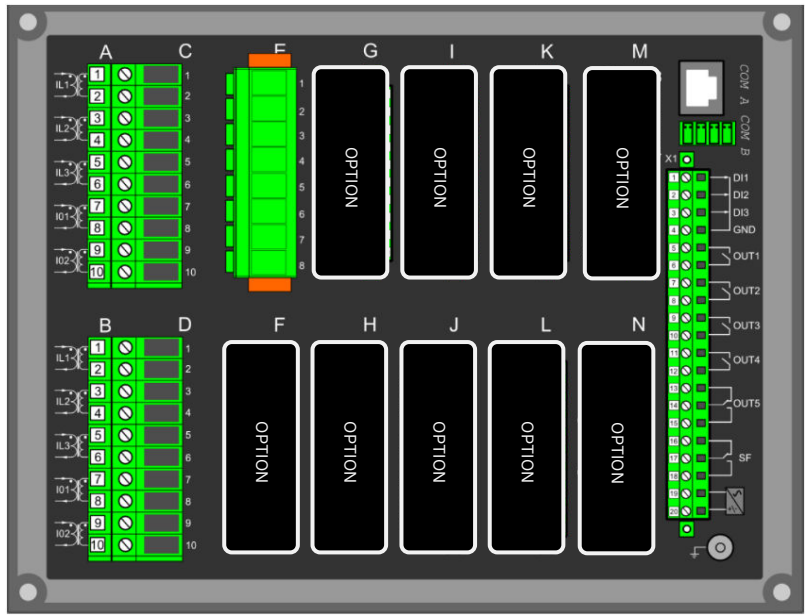 A C E G I K M
COM A
COM B
IL1
IL2
IL3
I01
I02
1
2
3
4
5
6
7
8
9
10
1
2
3
4
5
6
7
8
9
10
1
2
3
4
5
6
7
8
OPTION
OPTION
OPTION
OPTION
X1
1
2
3
4
5
6
7
8
9
10
11
12
13
14
15
16
17
18
19
20
DI1
DI2
DI3
GND
OUT1
OUT2
OUT3
OUT4
OUT5
SF
B D F H J L N
IL1
IL2
IL3
I01
I02
1
2
3
4
5
6
7
8
9
10
1
2
3
4
5
6
7
8
9
10
OPTION
OPTION
OPTION
OPTION
OPTION